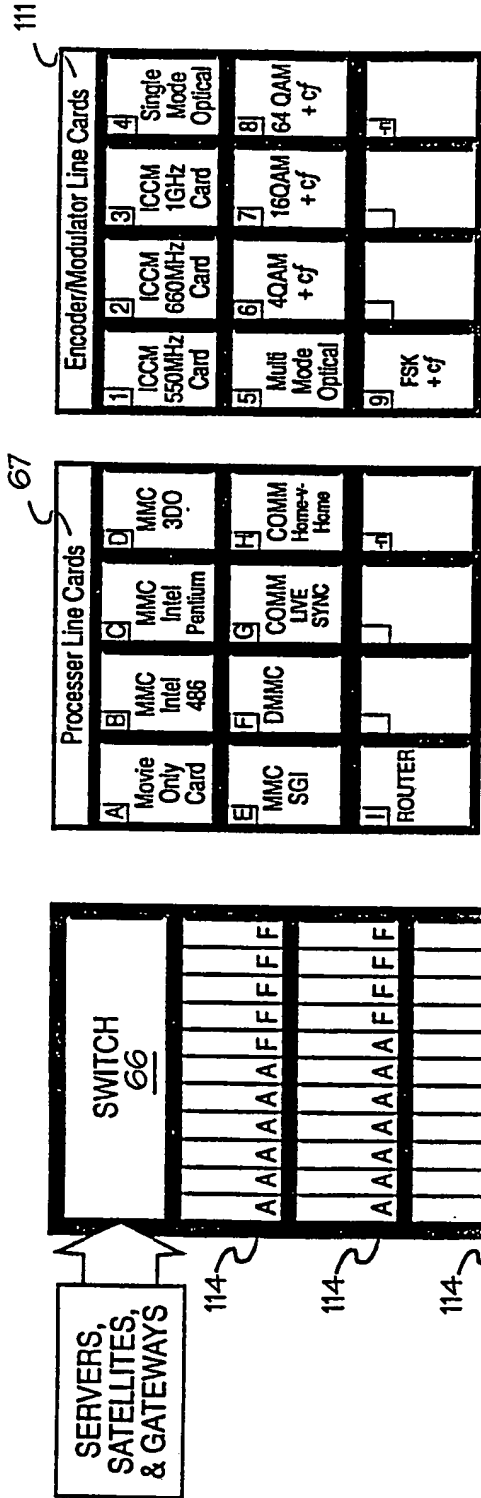 SERVERS,
SATELLITES,
& GATEWAYS
SWITCH
66
114
A A A A A A F F F F F
114
A A A A A A A F F F F
114
67
Processer Line Cards
A
Movie
Only
Card
B
MMC
Intel
486
C
MMC
Intel
Pentium
D
MMC
3DO
E
MMC
SGI
F
DMMC
G
COMM
LIVE
SYNC
H
COMM
Home-v-
Home
I
ROUTER
-n
111
Encoder/Modulator Line Cards
1
ICCM
550MHz
Card
2
ICCM
660MHz
Card
3
ICCM
1GHz
Card
4
Single
Mode
Optical
5
Multi
Mode
Optical
6
4QAM
+ cf
7
16QAM
+ cf
8
64 QAM
+ cf
9
FSK
+ cf
-n